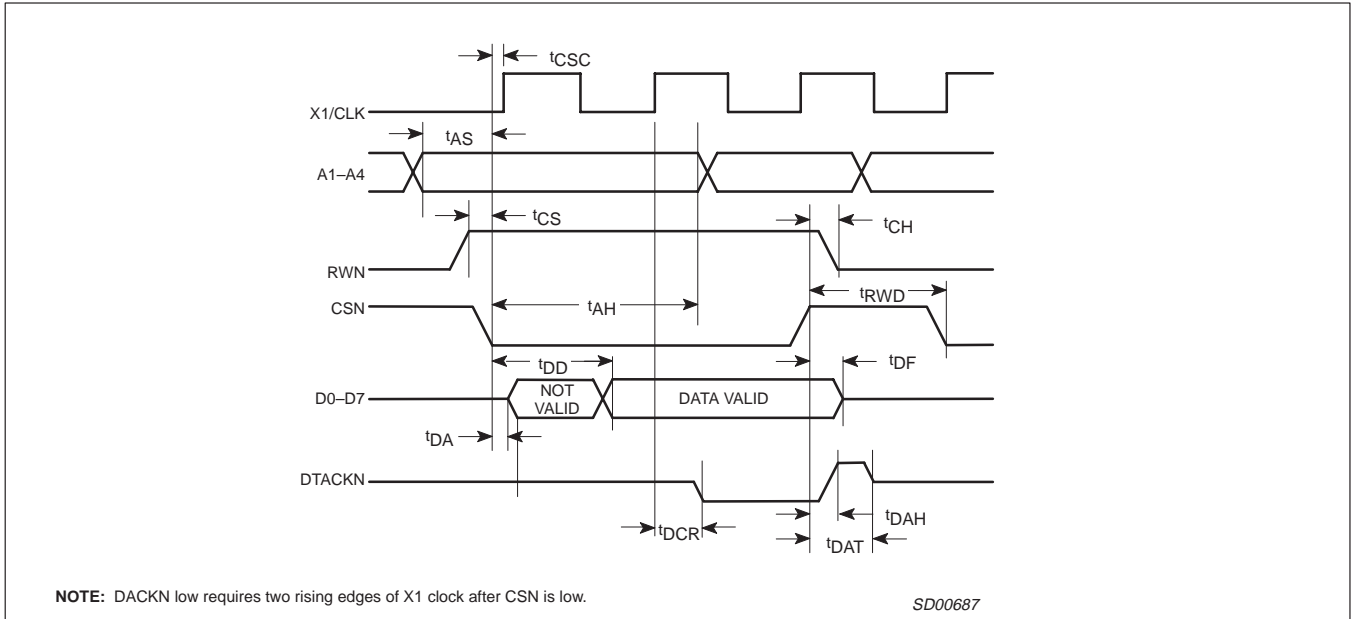 tCSC
X1/CLK
tAS
A1–A4
tCS
tCH
RWN
tRWD
CSN
tAH
tDD
tDF
D0–D7
NOT
VALID
DATA VALID
tDA
DTACKN
tDAH
tDCR
tDAT
NOTE: DACKN low requires two rising edges of X1 clock after CSN is low.
SD00687